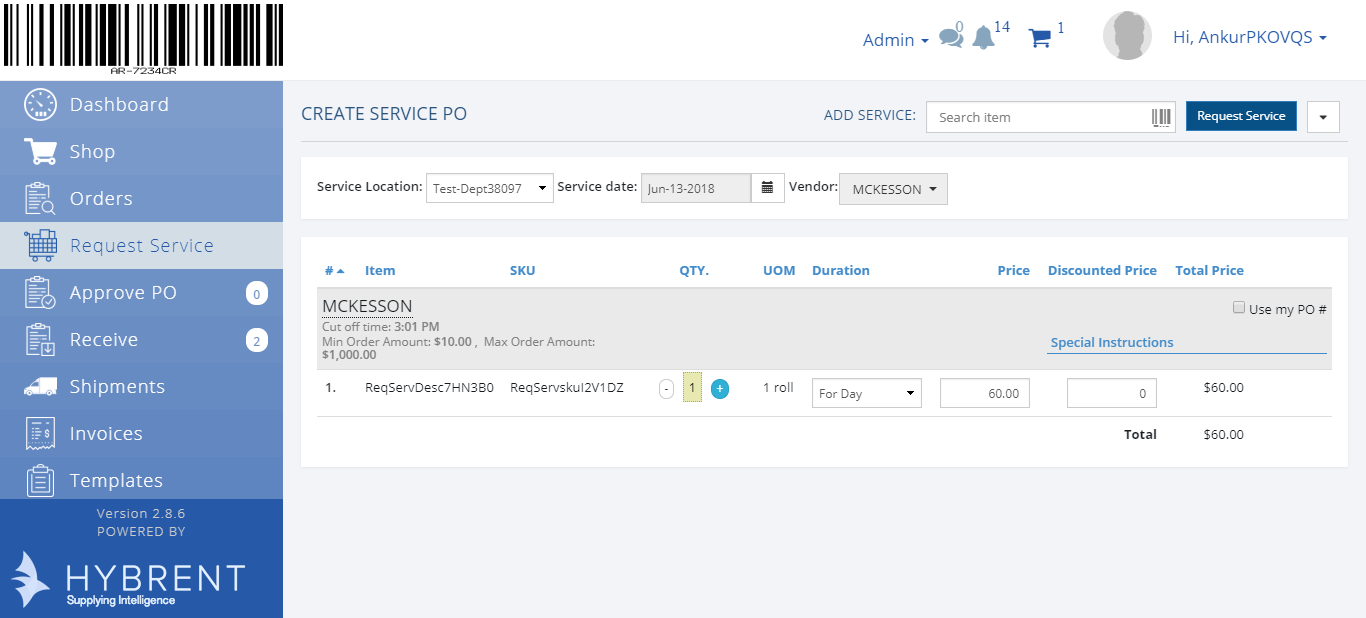 AR-7234CR
Admin
0
14
1
Hi, AnkurPKOVQS
Dashboard
Shop
Orders
Request Service
Approve PO 0
Receive 2
Shipments
Invoices
$
Templates
Version 2.8.6
POWERED BY
HYBRENT
Supplying Intelligence
CREATE SERVICE PO
ADD SERVICE: Search item Request Service
Service Location: Test-Dept38097 Service date: Jun-13-2018 Vendor: MCKESSON
# Item SKU QTY. UOM Duration Price Discounted Price Total Price
MCKESSON
Use my PO #
Cut off time: 3:01 PM
Min Order Amount: $10.00 , Max Order Amount:
$1,000.00
Special Instructions
1. ReqServDesc7HN3B0 ReqServskuI2V1DZ - 1 + 1 roll For Day 60.00 0 $60.00
Total $60.00